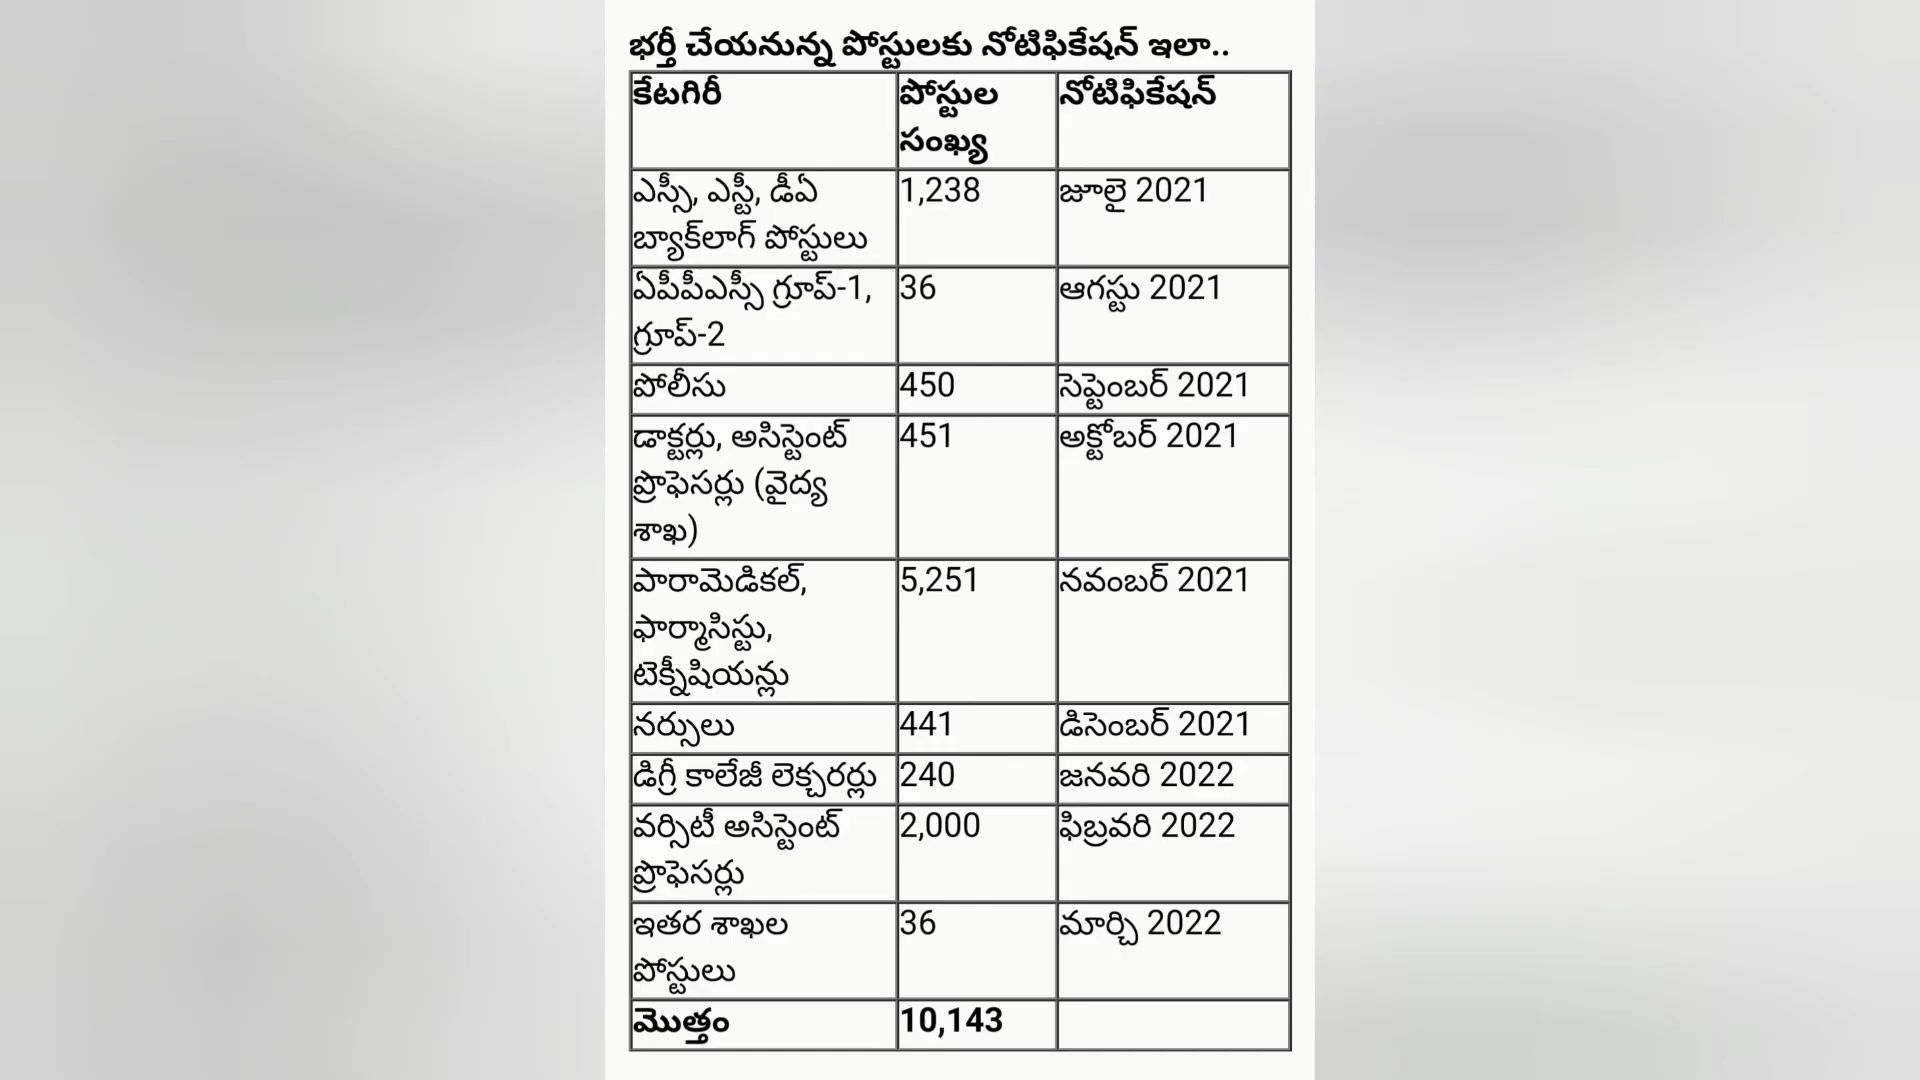 భర్తీ చేయనున్న పోస్టులకు నోటిఫికేషన్ ఇలా..
కేటగిరీ
పోస్టుల
సంఖ్య
నోటిఫికేషన్
ఎస్సీ, ఎస్టీ, డీఏ
బ్యాక్‌లాగ్ పోస్టులు
1,238
జూలై 2021
ఏపీపీఎస్సీ గ్రూప్-1,
గ్రూప్-2
36
ఆగస్టు 2021
పోలీసు
450
సెప్టెంబర్ 2021
డాక్టర్లు, అసిస్టెంట్
ప్రొఫెసర్లు (వైద్య
శాఖ)
451
అక్టోబర్ 2021
పారామెడికల్,
ఫార్మాసిస్టు,
టెక్నీషియన్లు
5,251
నవంబర్ 2021
నర్సులు
441
డిసెంబర్ 2021
డిగ్రీ కాలేజీ లెక్చరర్లు
240
జనవరి 2022
వర్సిటీ అసిస్టెంట్
ప్రొఫెసర్లు
2,000
ఫిబ్రవరి 2022
ఇతర శాఖల
పోస్టులు
36
మార్చి 2022
మొత్తం
10,143